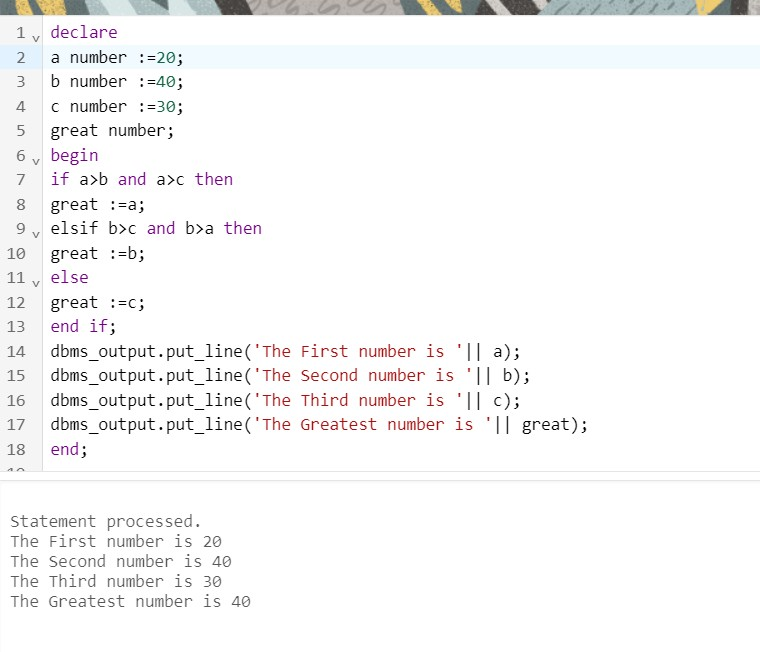 1 declare
2 a number :=20;
3 b number :=40;
4 c number :=30;
5 great number;
6 begin
7 if a>b and a>c then
8 great :=a;
9 elsif b>c and b>a then
10 great :=b;
11 else
12 great :=c;
13 end if;
14 dbms_output.put_line('The First number is '|| a);
15 dbms_output.put_line('The Second number is '|| b);
16 dbms_output.put_line('The Third number is '|| c);
17 dbms_output.put_line('The Greatest number is '|| great);
18 end;
Statement processed.
The First number is 20
The Second number is 40
The Third number is 30
The Greatest number is 40